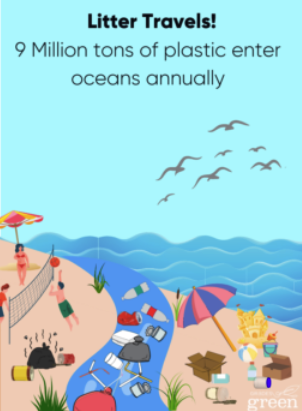 Litter Travels!
9 Million tons of plastic enter
oceans annually
green